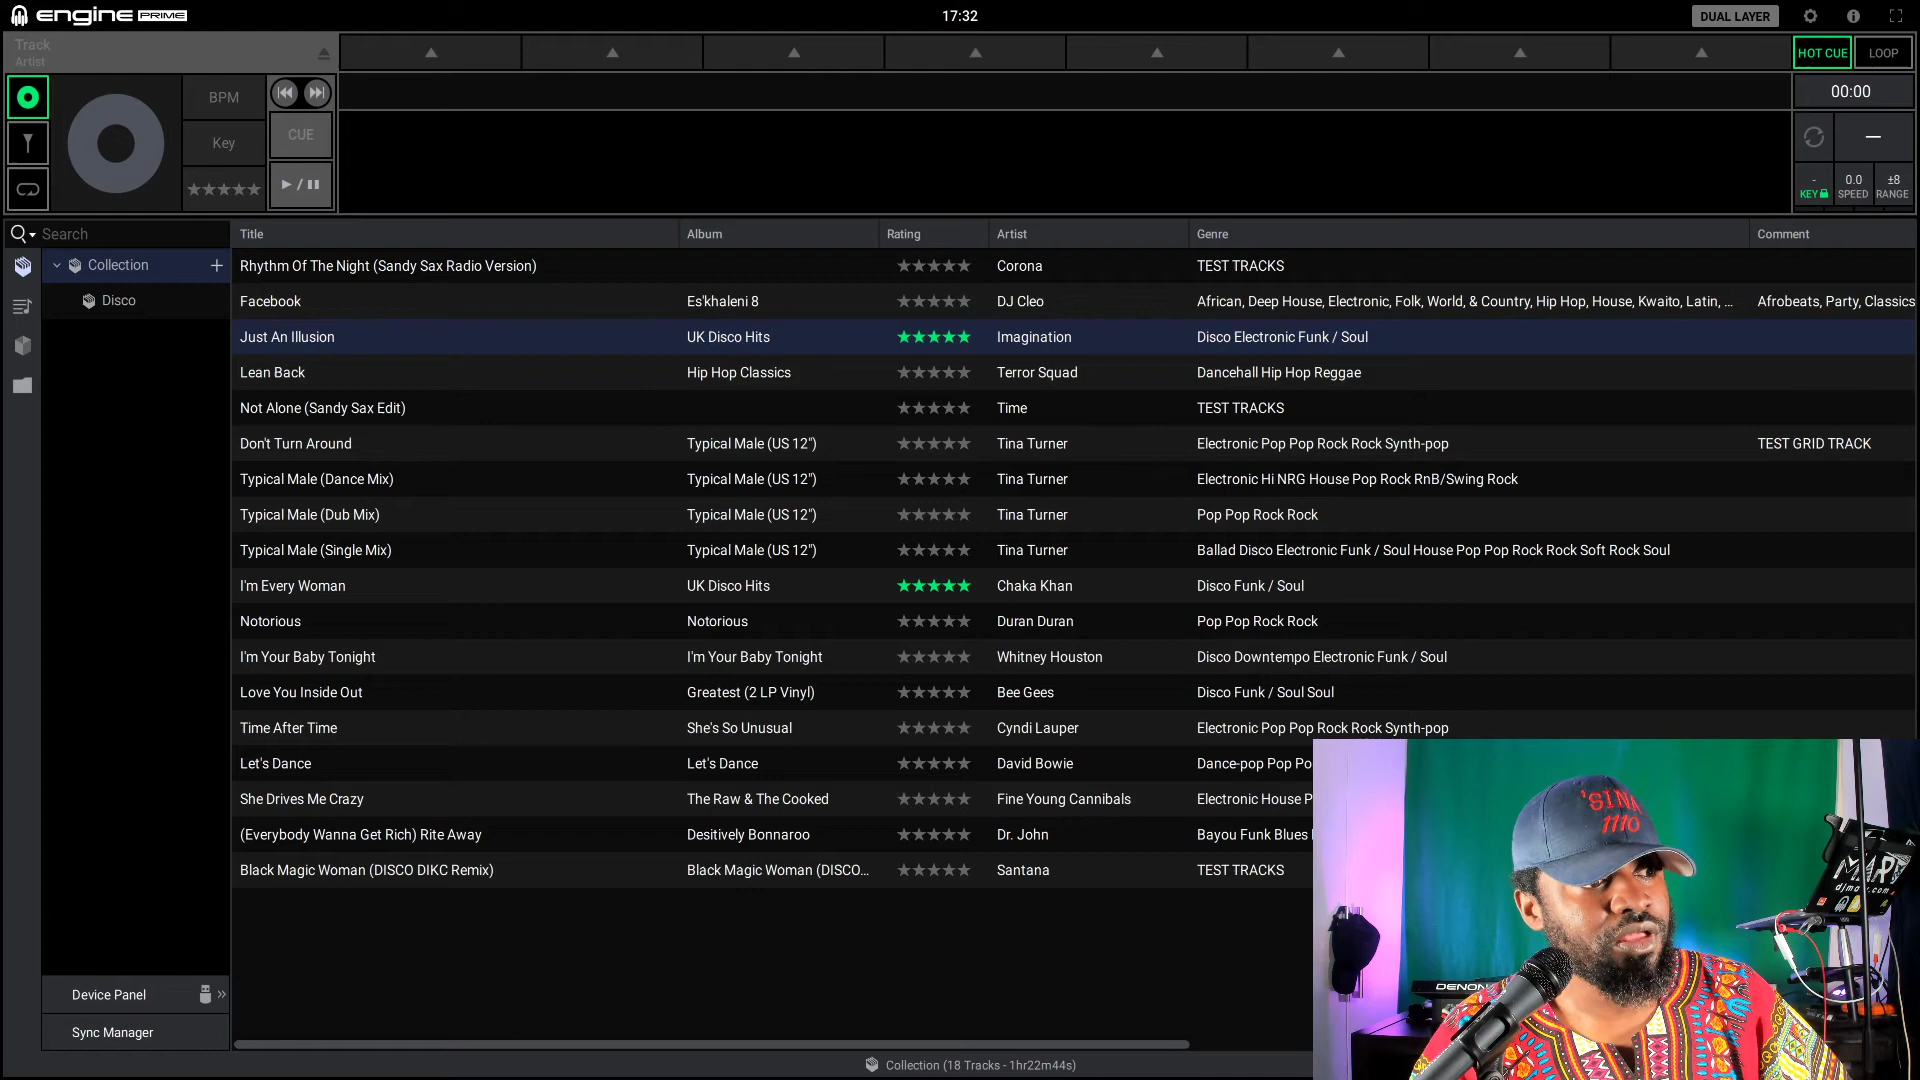 engine PRIME
17:32
DUAL LAYER
Track
Artist
HOT CUE
LOOP
BPM
Key
CUE
00:00
-
KEY
0.0
SPEED
±8
RANGE
Search
Title
Album
Rating
Artist
Genre
Comment
Collection
Disco
Rhythm Of The Night (Sandy Sax Radio Version) Corona TEST TRACKS
Facebook Es'khaleni 8 DJ Cleo African, Deep House, Electronic, Folk, World, & Country, Hip Hop, House, Kwaito, Latin, ... Afrobeats, Party, Classics
Just An Illusion UK Disco Hits Imagination Disco Electronic Funk / Soul
Lean Back Hip Hop Classics Terror Squad Dancehall Hip Hop Reggae
Not Alone (Sandy Sax Edit) Time TEST TRACKS
Don't Turn Around Typical Male (US 12") Tina Turner Electronic Pop Pop Rock Rock Synth-pop TEST GRID TRACK
Typical Male (Dance Mix) Typical Male (US 12") Tina Turner Electronic Hi NRG House Pop Rock RnB/Swing Rock
Typical Male (Dub Mix) Typical Male (US 12") Tina Turner Pop Pop Rock Rock
Typical Male (Single Mix) Typical Male (US 12") Tina Turner Ballad Disco Electronic Funk / Soul House Pop Pop Rock Rock Soft Rock Soul
I'm Every Woman UK Disco Hits Chaka Khan Disco Funk / Soul
Notorious Notorious Duran Duran Pop Pop Rock Rock
I'm Your Baby Tonight I'm Your Baby Tonight Whitney Houston Disco Downtempo Electronic Funk / Soul
Love You Inside Out Greatest (2 LP Vinyl) Bee Gees Disco Funk / Soul Soul
Time After Time She's So Unusual Cyndi Lauper Electronic Pop Pop Rock Rock Synth-pop
Let's Dance Let's Dance David Bowie Dance-pop Pop Po
She Drives Me Crazy The Raw & The Cooked Fine Young Cannibals Electronic House P
(Everybody Wanna Get Rich) Rite Away Desitively Bonnaroo Dr. John Bayou Funk Blues
Black Magic Woman (DISCO DIKC Remix) Black Magic Woman (DISCO... Santana TEST TRACKS
Device Panel
Sync Manager
Collection (18 Tracks - 1hr22m44s)
'SINA
1110
DENON